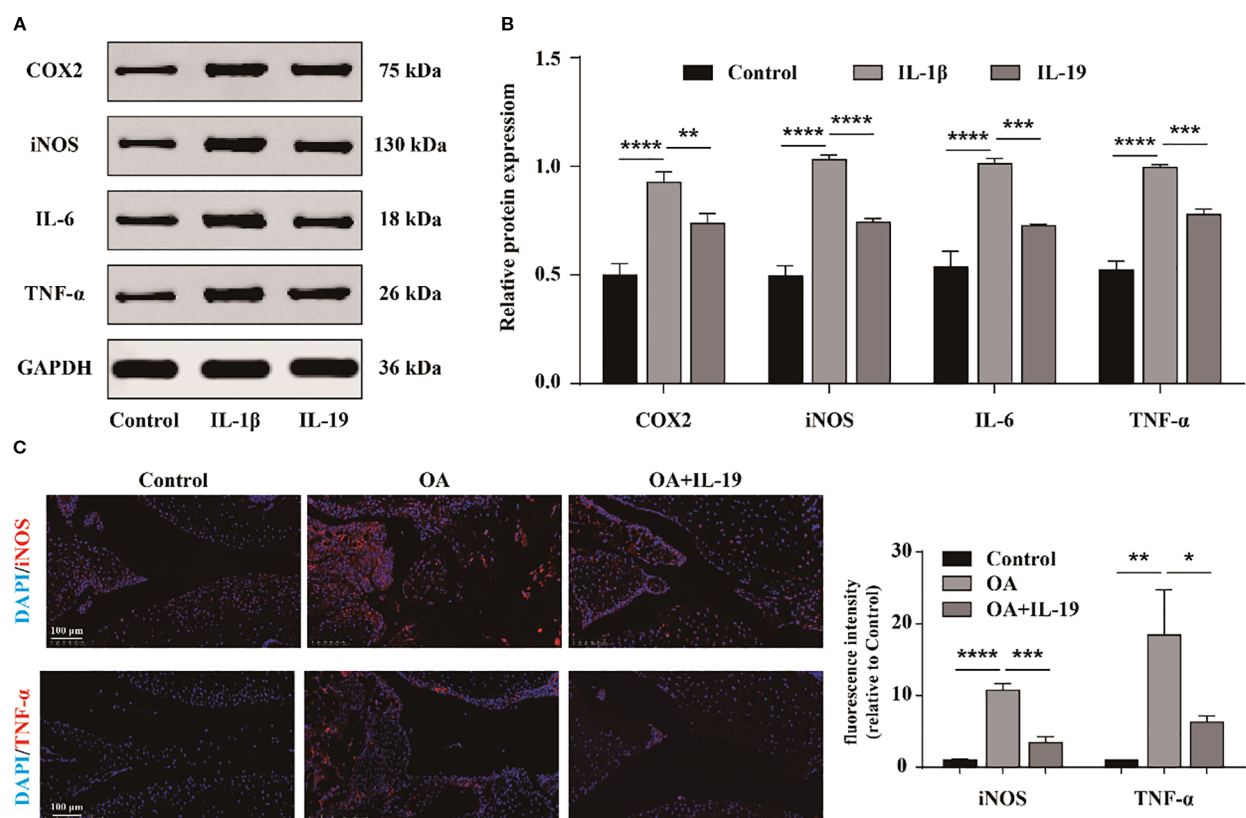 A
COX2 75 kDa
iNOS 130 kDa
IL-6 18 kDa
TNF-α 26 kDa
GAPDH 36 kDa
Control IL-1β IL-19
B
Control IL-1β IL-19
Relative protein expression
1.5
1.0
0.5
0.0
**** **
**** ****
**** ***
**** ***
COX2 iNOS IL-6 TNF-α
C
Control OA OA+IL-19
DAPI/iNOS
100 μm
DAPI/TNF-α
100 μm
fluorescence intensity
(relative to Control)
30
20
10
0
Control
OA
OA+IL-19
**** ***
** *
iNOS TNF-α